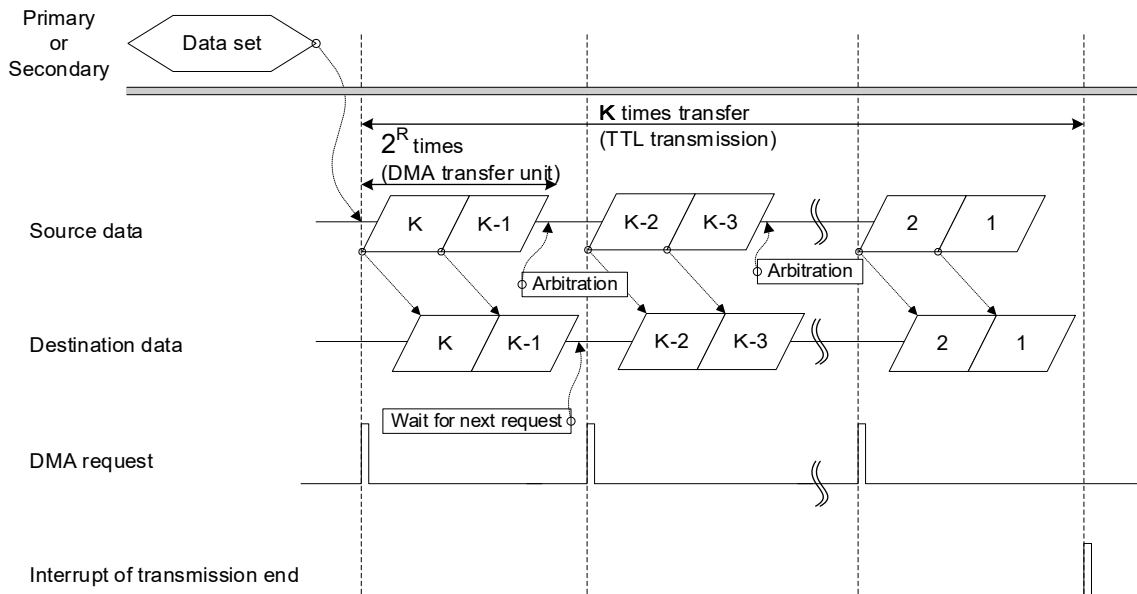 Primary
or
Secondary
Data set
K times transfer
(TTL transmission)
2^R times
(DMA transfer unit)
Source data
K
K-1
K-2
K-3
2
1
Arbitration
Arbitration
Destination data
K
K-1
K-2
K-3
2
1
Wait for next request
DMA request
Interrupt of transmission end